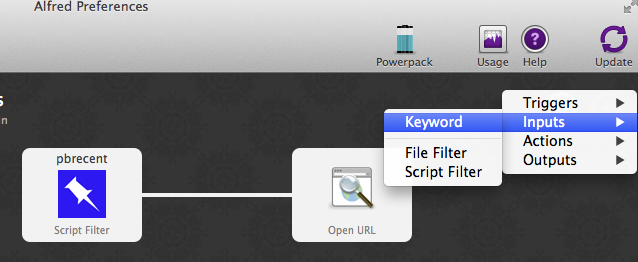 Alfred Preferences
Powerpack
Usage
Help
Update
s
n
Triggers
Inputs
Actions
Outputs
Keyword
File Filter
Script Filter
pbrecent
Script Filter
Open URL